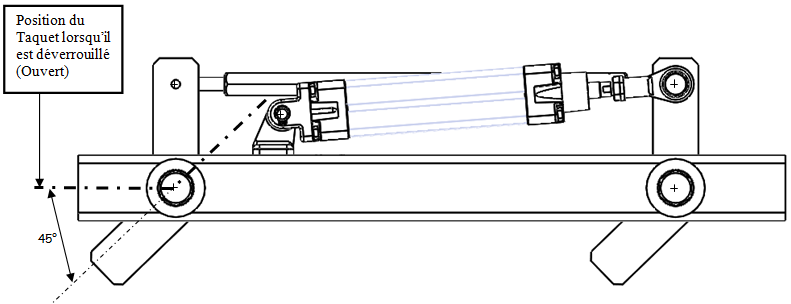 Position du
Taquet lorsqu'il
est déverrouillé
(Ouvert)
45°